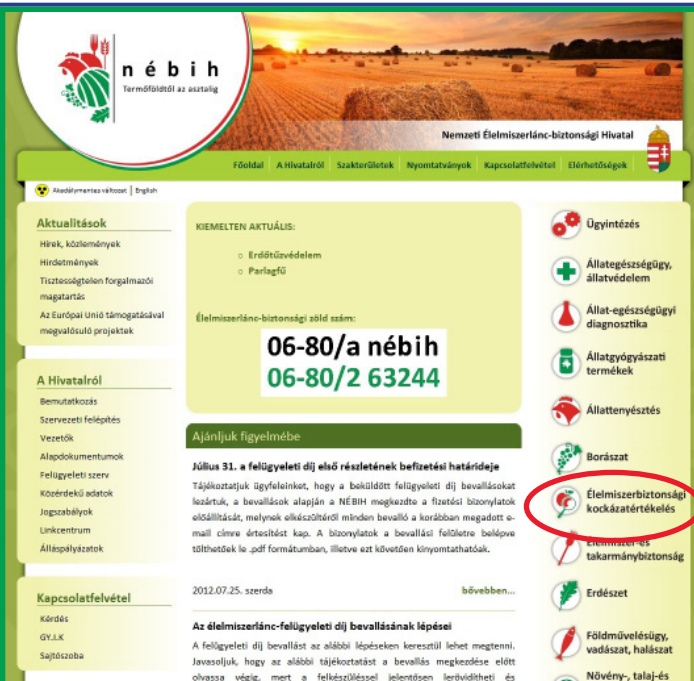 nébih
Termőföldtől az asztalig
Nemzeti Élelmiszerlánc-biztonsági Hivatal
Főoldal A Hivatalról Szakterületek Nyomtatványok Kapcsolatfelvétel Elérhetőségek
Akadálymentes változat | English
Aktualitások
Hírek, közlemények
Hirdetmények
Tisztességtelen forgalmazói
magatartás
Az Európai Unió támogatásával
megvalósuló projektek
A Hivatalról
Bemutatkozás
Szervezeti felépítés
Vezetők
Alapdokumentumok
Felügyeleti szerv
Közérdekű adatok
Jogszabályok
Linkcentrum
Álláspályázatok
Kapcsolatfelvétel
Kérdés
GY.I.K
Sajtószoba
KIEMELTEN AKTUÁLIS:
o Erdőtűzvédelem
o Parlagfű
Élelmiszerlánc-biztonsági zöld szám:
06-80/a nébih
06-80/2 63244
Ajánljuk figyelmébe
Július 31. a felügyeleti díj első részletének befizetési határideje
Tájékoztatjuk ügyfeleinket, hogy a beküldött felügyeleti díj bevallásokat
lezártuk, a bevallások alapján a NÉBIH megkezdte a fizetési bizonylatok
előállítását, melynek elkészültéről minden bevalló a korábban megadott e-
mail címre értesítést kap. A bizonylatok a bevallási felületre belépve
tölthetőek le .pdf formátumban, illetve ezt követően kinyomtathatóak.
2012.07.25. szerda bővebben...
Az élelmiszerlánc-felügyeleti díj bevallásának lépései
A felügyeleti díj bevallást az alábbi lépéseken keresztül lehet megtenni.
Javasoljuk, hogy az alábbi tájékoztatást a bevallás megkezdése előtt
olvassa végig, mert a felkészüléssel jelentősen lerövidítheti és
Ügyintézés
Állategészségügy,
állatvédelem
Állat-egészségügyi
diagnosztika
Állatgyógyászati
termékek
Állattenyésztés
Borászat
Élelmiszerbiztonsági
kockázatértékelés
Élelmiszer-és
takarmánybiztonság
Erdészet
Földművelésügy,
vadászat, halászat
Növény-, talaj-és